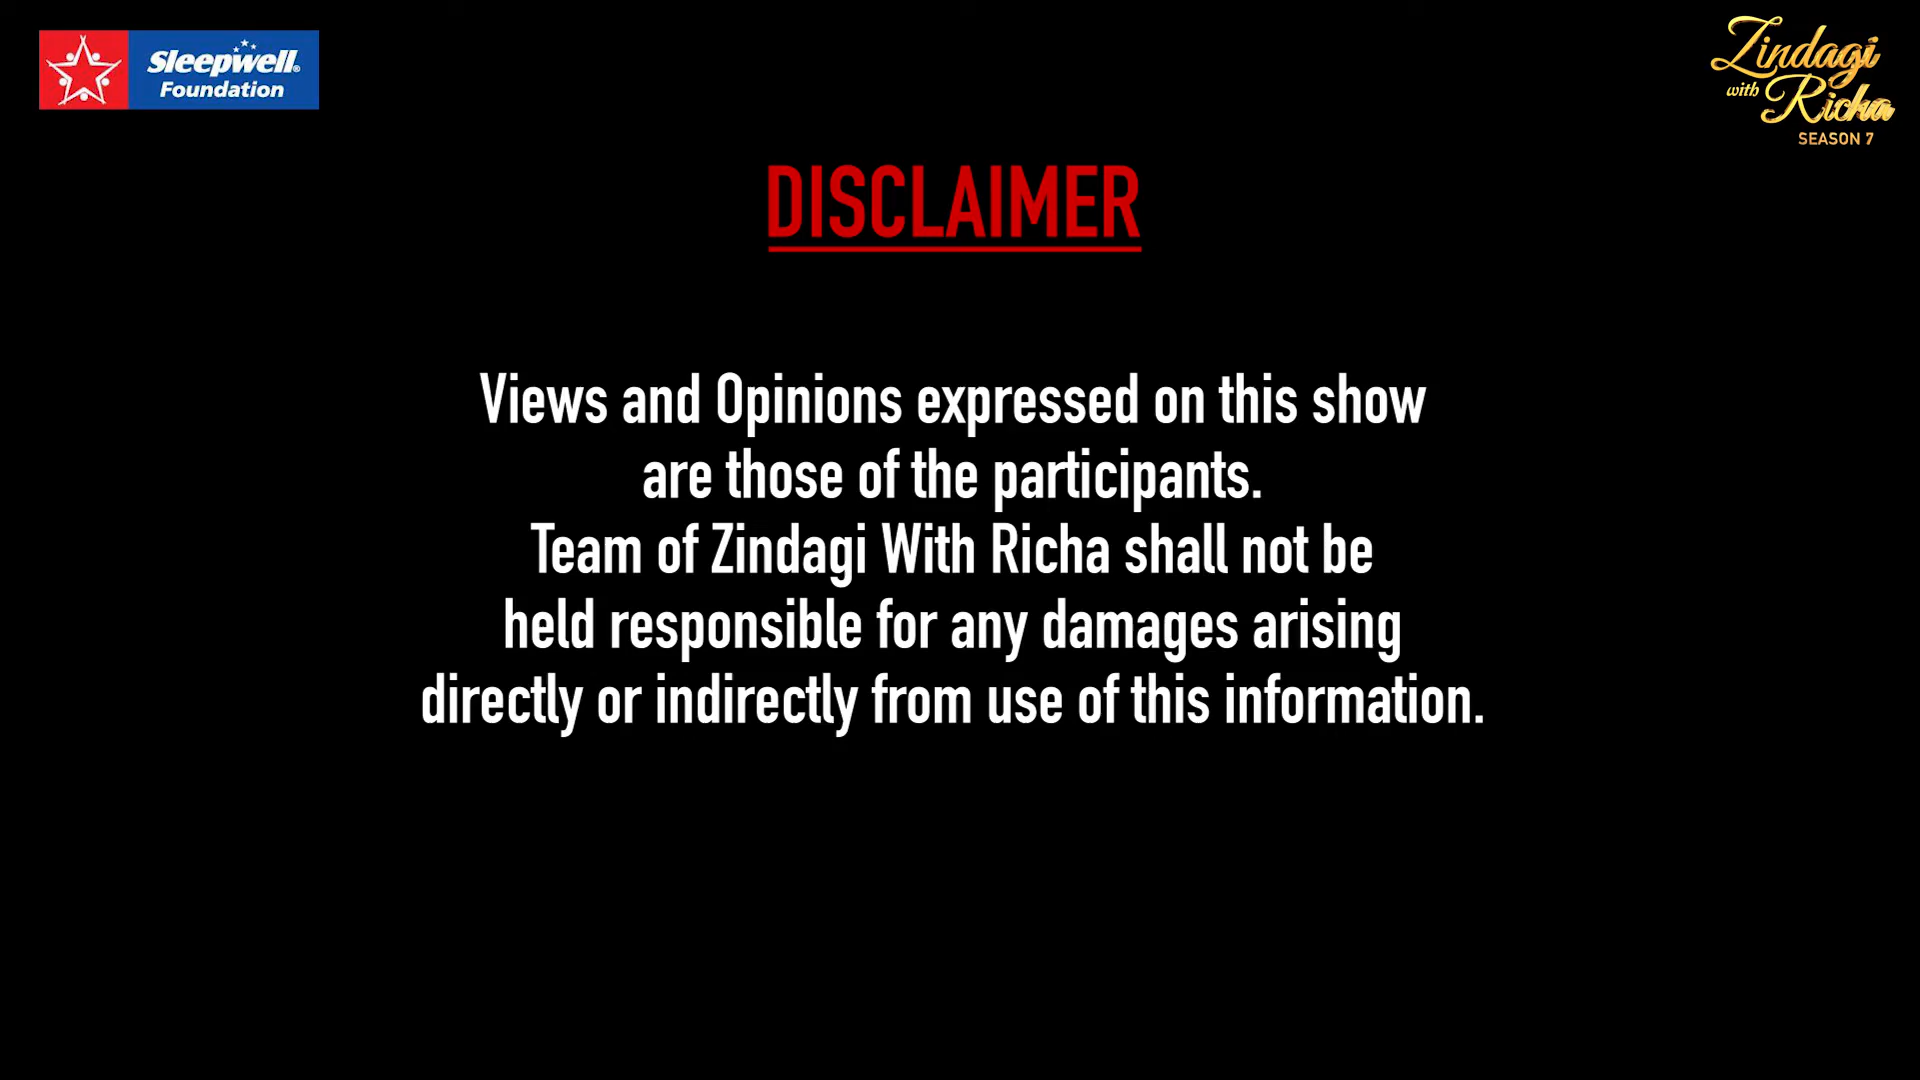 Sleepwell®
Foundation
Zindagi
with Richa
SEASON 7
DISCLAIMER
Views and Opinions expressed on this show
are those of the participants.
Team of Zindagi With Richa shall not be
held responsible for any damages arising
directly or indirectly from use of this information.